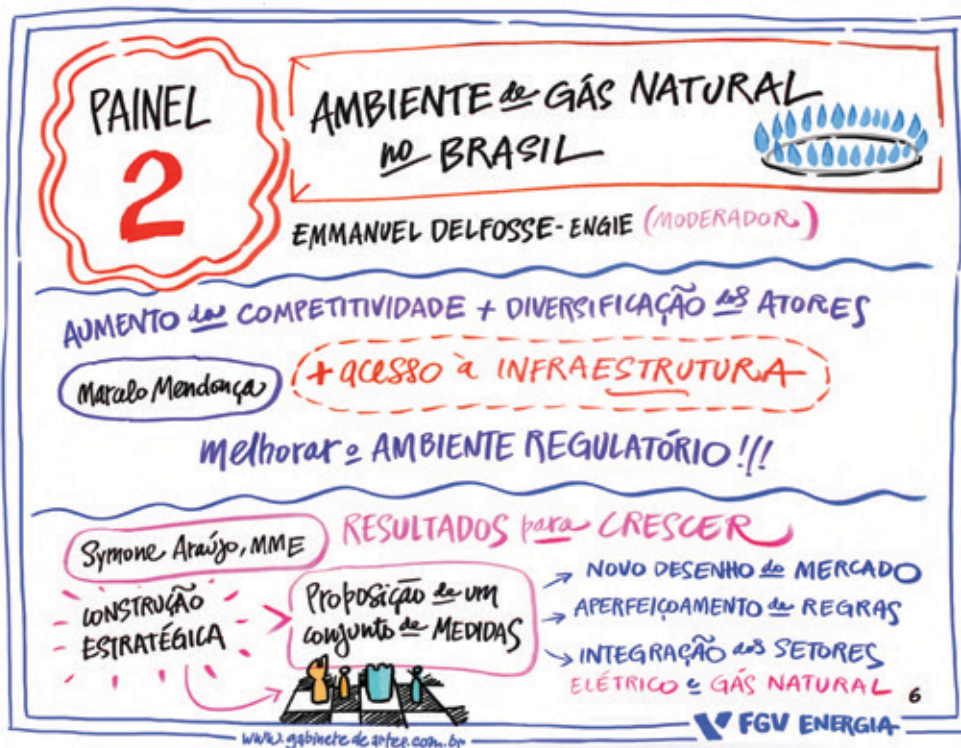 PAINEL
2
AMBIENTE de GÁS NATURAL
no BRASIL
EMMANUEL DELFOSSE - ENGIE (MODERADOR)
AUMENTO da COMPETITIVIDADE + DIVERSIFICAÇÃO dos ATORES
Marcelo Mendonça
+ acesso à INFRAESTRUTURA
melhorar o AMBIENTE REGULATÓRIO!!!
Symone Araújo, MME
RESULTADOS para CRESCER
CONSTRUÇÃO
ESTRATÉGICA
Proposição de um
conjunto de MEDIDAS
NOVO DESENHO do MERCADO
APERFEIÇOAMENTO de REGRAS
INTEGRAÇÃO dos SETORES
ELÉTRICO e GÁS NATURAL
6
www.gabinetedeartes.com.br
FGV ENERGIA